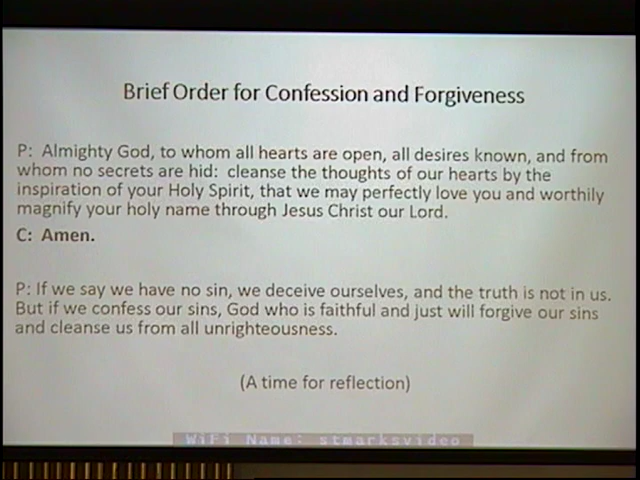 Brief Order for Confession and Forgiveness
P: Almighty God, to whom all hearts are open, all desires known, and from
whom no secrets are hid: cleanse the thoughts of our hearts by the
inspiration of your Holy Spirit, that we may perfectly love you and worthily
magnify your holy name through Jesus Christ our Lord.
C: Amen.
P: If we say we have no sin, we deceive ourselves, and the truth is not in us.
But if we confess our sins, God who is faithful and just will forgive our sins
and cleanse us from all unrighteousness.
(A time for reflection)
WiFi Name: stmarksvideo